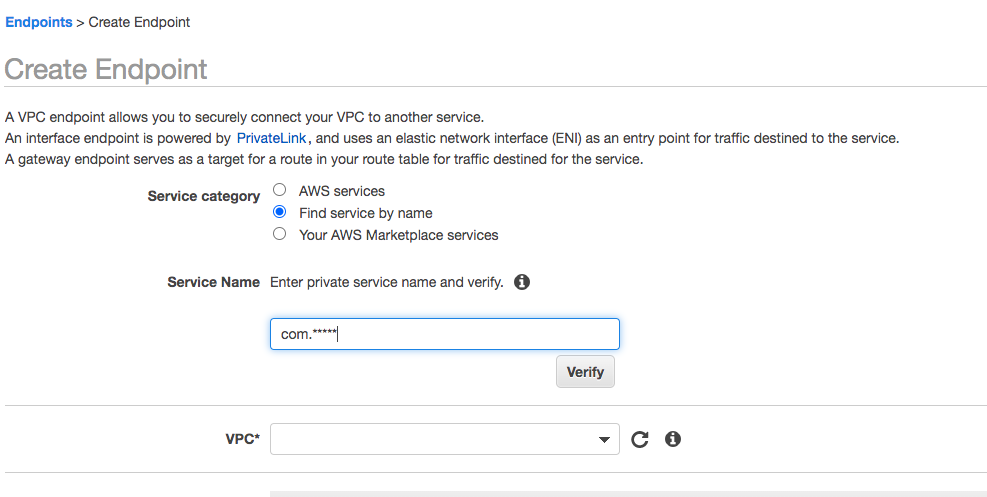 Endpoints > Create Endpoint
Create Endpoint
A VPC endpoint allows you to securely connect your VPC to another service.
An interface endpoint is powered by PrivateLink, and uses an elastic network interface (ENI) as an entry point for traffic destined to the service.
A gateway endpoint serves as a target for a route in your route table for traffic destined for the service.
Service category
AWS services
Find service by name
Your AWS Marketplace services
Service Name Enter private service name and verify.
com.*****
Verify
VPC*